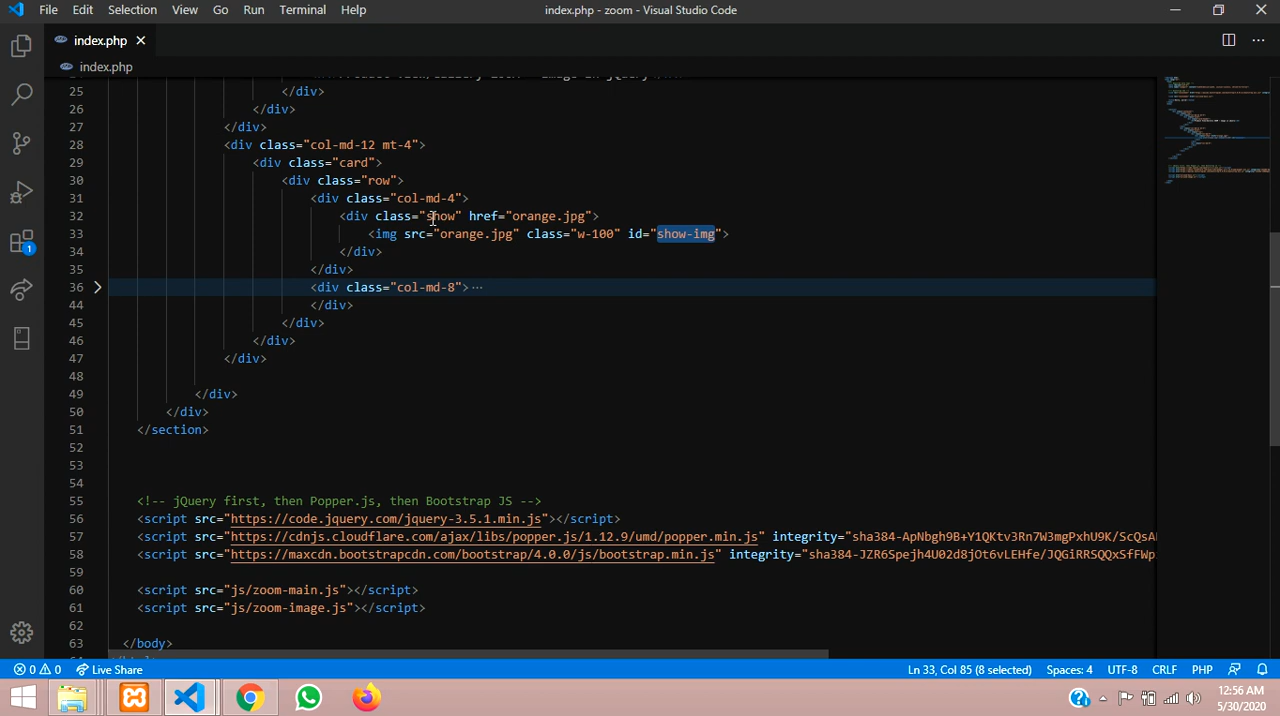 File Edit Selection View Go Run Terminal Help
index.php - zoom - Visual Studio Code
index.php
index.php
25 </div>
26 </div>
27 </div>
28 <div class="col-md-12 mt-4">
29 <div class="card">
30 <div class="row">
31 <div class="col-md-4">
32 <div class="show" href="orange.jpg">
33 <img src="orange.jpg" class="w-100" id="show-img">
34 </div>
35 </div>
36 <div class="col-md-8"> ···
44 </div>
45 </div>
46 </div>
47 </div>
48
49 </div>
50 </div>
51 </section>
52
53
54
55 <!-- jQuery first, then Popper.js, then Bootstrap JS -->
56 <script src="https://code.jquery.com/jquery-3.5.1.min.js"></script>
57 <script src="https://cdnjs.cloudflare.com/ajax/libs/popper.js/1.12.9/umd/popper.min.js" integrity="sha384-ApNbgh9B+Y1QKtv3Rn7W3mgPxhU9K/ScQsA
58 <script src="https://maxcdn.bootstrapcdn.com/bootstrap/4.0.0/js/bootstrap.min.js" integrity="sha384-JZR6Spejh4U02d8jOt6vLEHfe/JQGiRRSQQxSfFWp
59
60 <script src="js/zoom-main.js"></script>
61 <script src="js/zoom-image.js"></script>
62
63 </body>
1
0 0 Live Share Ln 33, Col 85 (8 selected) Spaces: 4 UTF-8 CRLF PHP
12:56 AM
5/30/2020